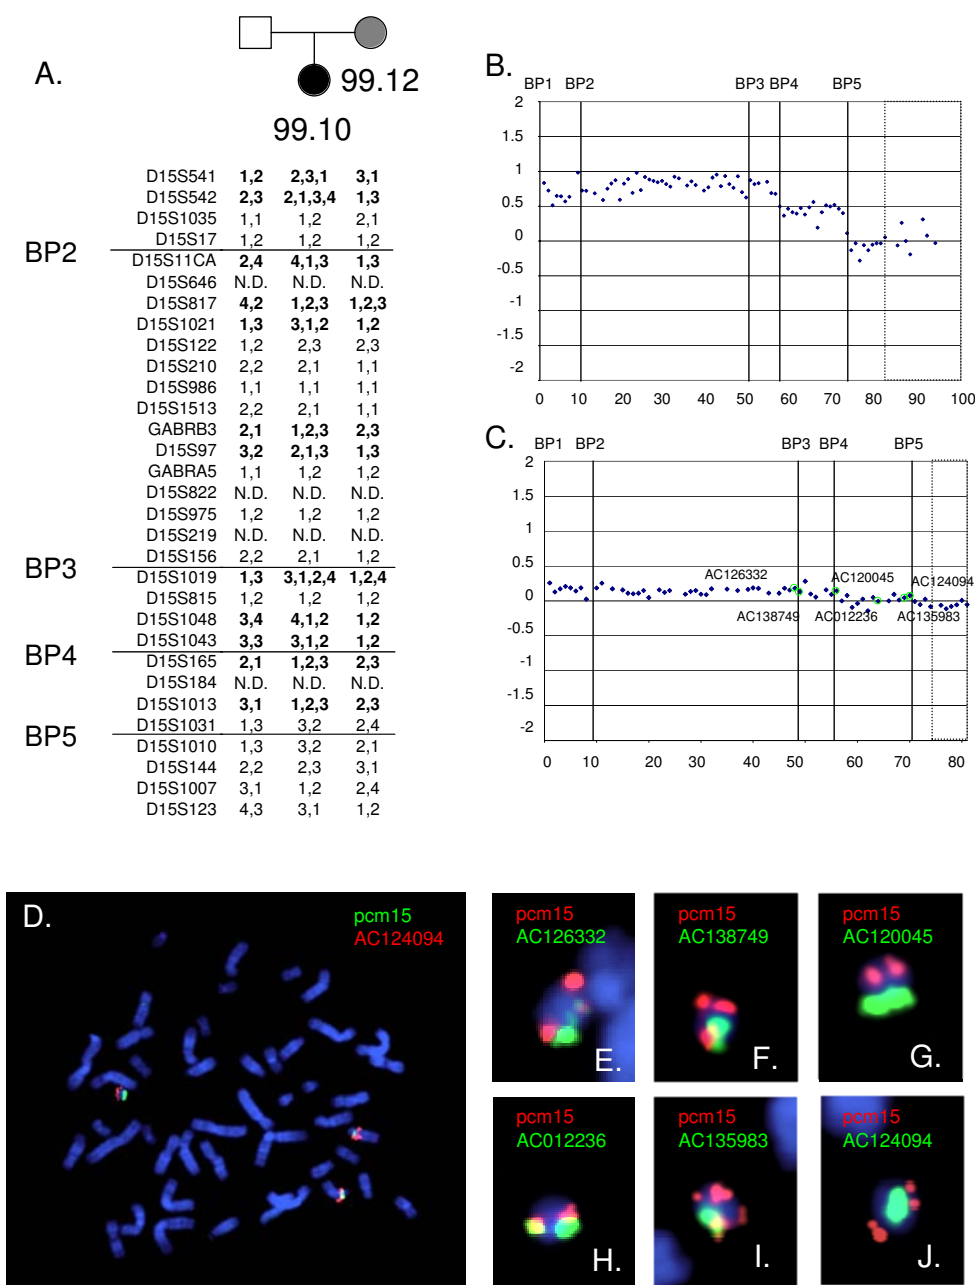 A.
99.12
99.10
D15S541 1,2 2,3,1 3,1
D15S542 2,3 2,1,3,4 1,3
D15S1035 1,1 1,2 2,1
D15S17 1,2 1,2 1,2
BP2
D15S11CA 2,4 4,1,3 1,3
D15S646 N.D. N.D. N.D.
D15S817 4,2 1,2,3 1,2,3
D15S1021 1,3 3,1,2 1,2
D15S122 1,2 2,3 2,3
D15S210 2,2 2,1 1,1
D15S986 1,1 1,1 1,1
D15S1513 2,2 2,1 1,1
GABRB3 2,1 1,2,3 2,3
D15S97 3,2 2,1,3 1,3
GABRA5 1,1 1,2 1,2
D15S822 N.D. N.D. N.D.
D15S975 1,2 1,2 1,2
D15S219 N.D. N.D. N.D.
D15S156 2,2 2,1 1,2
BP3
D15S1019 1,3 3,1,2,4 1,2,4
D15S815 1,2 1,2 1,2
D15S1048 3,4 4,1,2 1,2
D15S1043 3,3 3,1,2 1,2
BP4
D15S165 2,1 1,2,3 2,3
D15S184 N.D. N.D. N.D.
D15S1013 3,1 1,2,3 2,3
D15S1031 1,3 3,2 2,4
BP5
D15S1010 1,3 3,2 2,1
D15S144 2,2 2,3 3,1
D15S1007 3,1 1,2 2,4
D15S123 4,3 3,1 1,2
B.
BP1 BP2 BP3 BP4 BP5
2
1.5
1
0.5
0
-0.5
-1
-1.5
-2
0 10 20 30 40 50 60 70 80 90 100
C.
BP1 BP2 BP3 BP4 BP5
2
1.5
1
0.5
0
-0.5
-1
-1.5
-2
AC126332 AC120045 AC124094
AC138749 AC012236 AC135983
0 10 20 30 40 50 60 70 80
D.
pcm15
AC124094
pcm15
AC126332
E.
pcm15
AC138749
F.
pcm15
AC120045
G.
pcm15
AC012236
H.
pcm15
AC135983
I.
pcm15
AC124094
J.